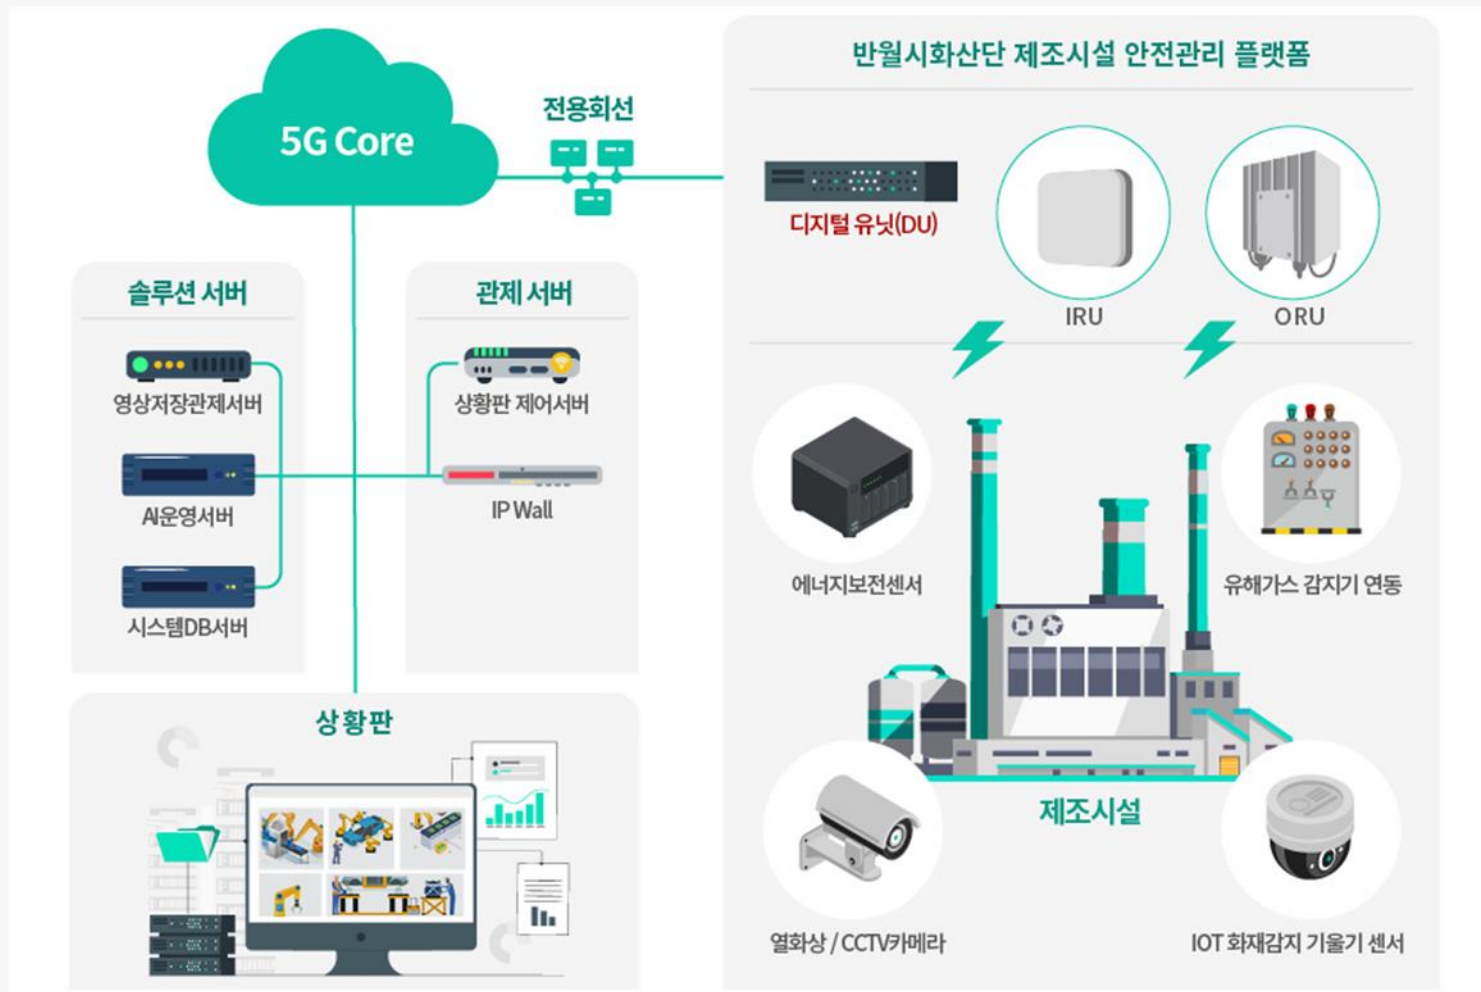 5G Core
전용회선
솔루션 서버
영상저장관제서버
AI운영서버
시스템DB서버
관제 서버
상황판 제어서버
IP Wall
상황판
반월시화산단 제조시설 안전관리 플랫폼
디지털 유닛(DU)
IRU
ORU
에너지보전센서
유해가스 감지기 연동
제조시설
열화상 / CCTV카메라
IOT 화재감지 기울기 센서